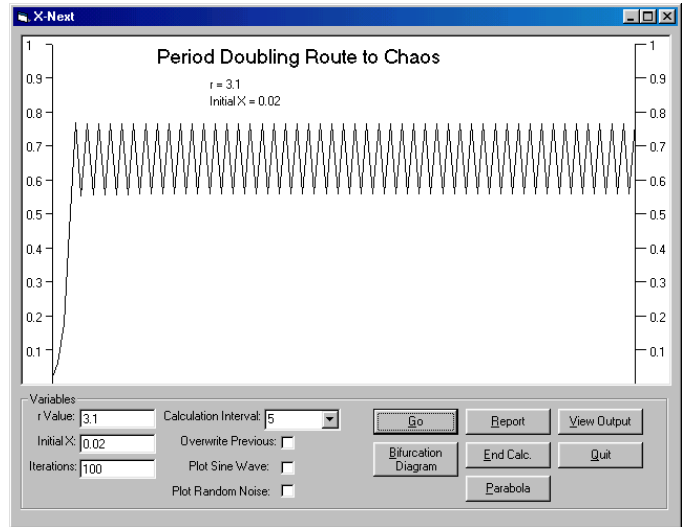 X-Next
Period Doubling Route to Chaos
r = 3.1
Initial X = 0.02
1
0.9
0.8
0.7
0.6
0.5
0.4
0.3
0.2
0.1
1
0.9
0.8
0.7
0.6
0.5
0.4
0.3
0.2
0.1
Variables
r Value: 3.1
Initial X: 0.02
Iterations: 100
Calculation Interval: 5
Overwrite Previous:
Plot Sine Wave:
Plot Random Noise:
Go
Report
View Output
Bifurcation
Diagram
End Calc.
Quit
Parabola